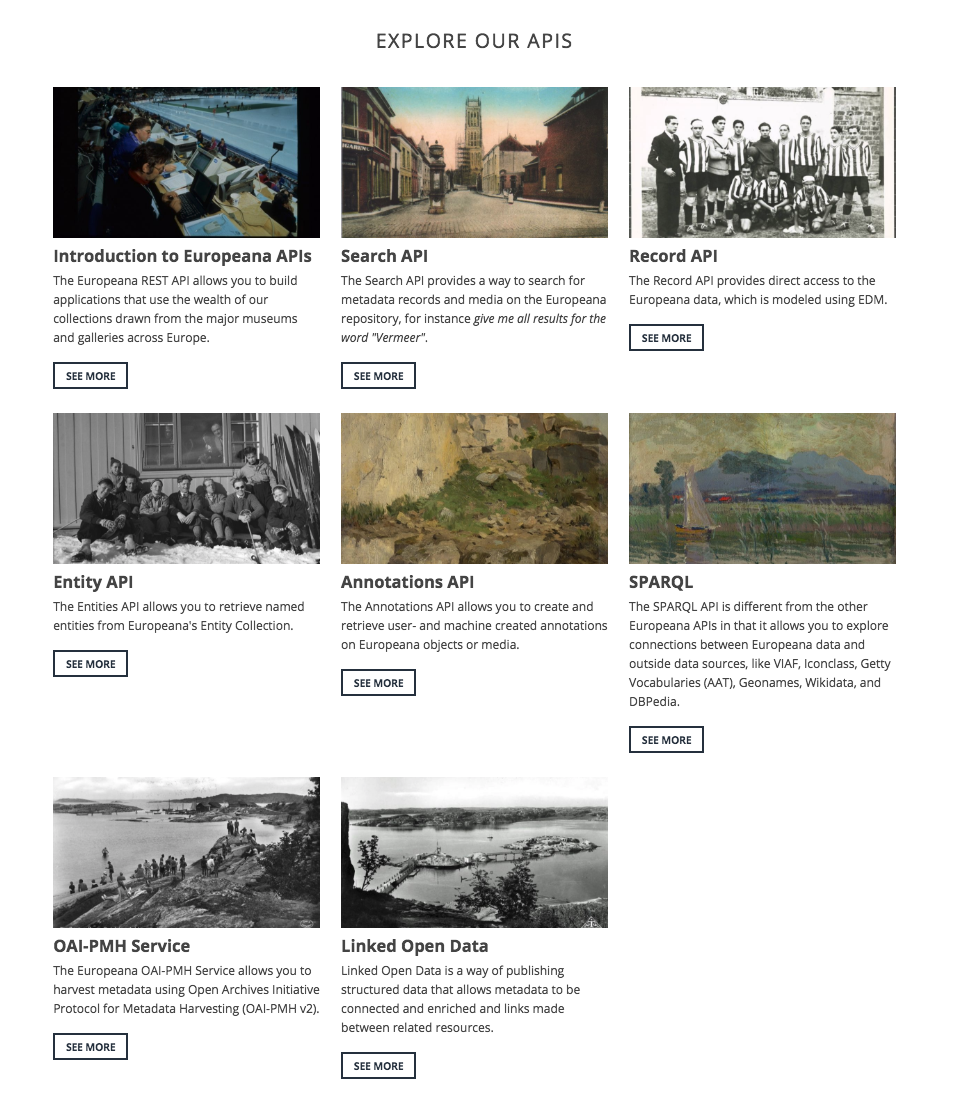 EXPLORE OUR APIS
Introduction to Europeana APIs
The Europeana REST API allows you to build
applications that use the wealth of our
collections drawn from the major museums
and galleries across Europe.
SEE MORE
Search API
The Search API provides a way to search for
metadata records and media on the Europeana
repository, for instance give me all results for the
word "Vermeer".
SEE MORE
Record API
The Record API provides direct access to the
Europeana data, which is modeled using EDM.
SEE MORE
Entity API
The Entities API allows you to retrieve named
entities from Europeana's Entity Collection.
SEE MORE
Annotations API
The Annotations API allows you to create and
retrieve user- and machine created annotations
on Europeana objects or media.
SEE MORE
SPARQL
The SPARQL API is different from the other
Europeana APIs in that it allows you to explore
connections between Europeana data and
outside data sources, like VIAF, Iconclass, Getty
Vocabularies (AAT), Geonames, Wikidata, and
DBPedia.
SEE MORE
OAI-PMH Service
The Europeana OAI-PMH Service allows you to
harvest metadata using Open Archives Initiative
Protocol for Metadata Harvesting (OAI-PMH v2).
SEE MORE
Linked Open Data
Linked Open Data is a way of publishing
structured data that allows metadata to be
connected and enriched and links made
between related resources.
SEE MORE